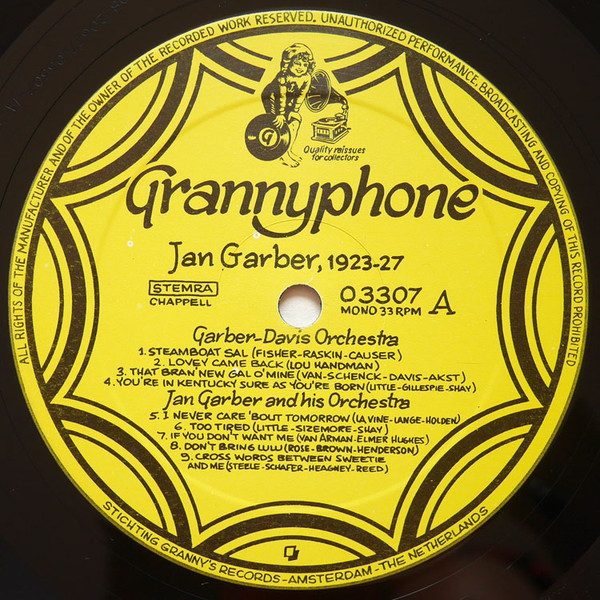 ALL RIGHTS OF THE MANUFACTURER AND OF THE OWNER OF THE RECORDED WORK RESERVED. UNAUTHORIZED PERFORMANCE, BROADCASTING AND COPYING OF THIS RECORD PROHIBITED
G
Quality reissues
for collectors
Grannyphone
Jan Garber, 1923-27
STEMRA
CHAPPELL
03307 A
MONO 33 RPM
Garber-Davis Orchestra
1. STEAMBOAT SAL (FISHER-RASKIN-CAUSER)
2. LOVEY CAME BACK (LOU HANDMAN)
3. THAT BRAN' NEW GAL O'MINE (VAN-SCHENCK-DAVIS-AKST)
4. YOU'RE IN KENTUCKY SURE AS YOU'RE BORN (LITTLE-GILLESPIE-SHAY)
Jan Garber and his Orchestra
5. I NEVER CARE 'BOUT TOMORROW (LA VINE-LANGE-HOLDEN)
6. TOO TIRED (LITTLE-SIZEMORE-SHAY)
7. IF YOU DON'T WANT ME (VAN ARMAN-ELMER HUGHES)
8. DON'T BRING LULU (ROSE-BROWN-HENDERSON)
9. CROSS WORDS BETWEEN SWEETIE
AND ME (STEELE-SCHAFER-HEAGNEY-REED)
STICHTING GRANNY'S RECORDS-AMSTERDAM-THE NETHERLANDS